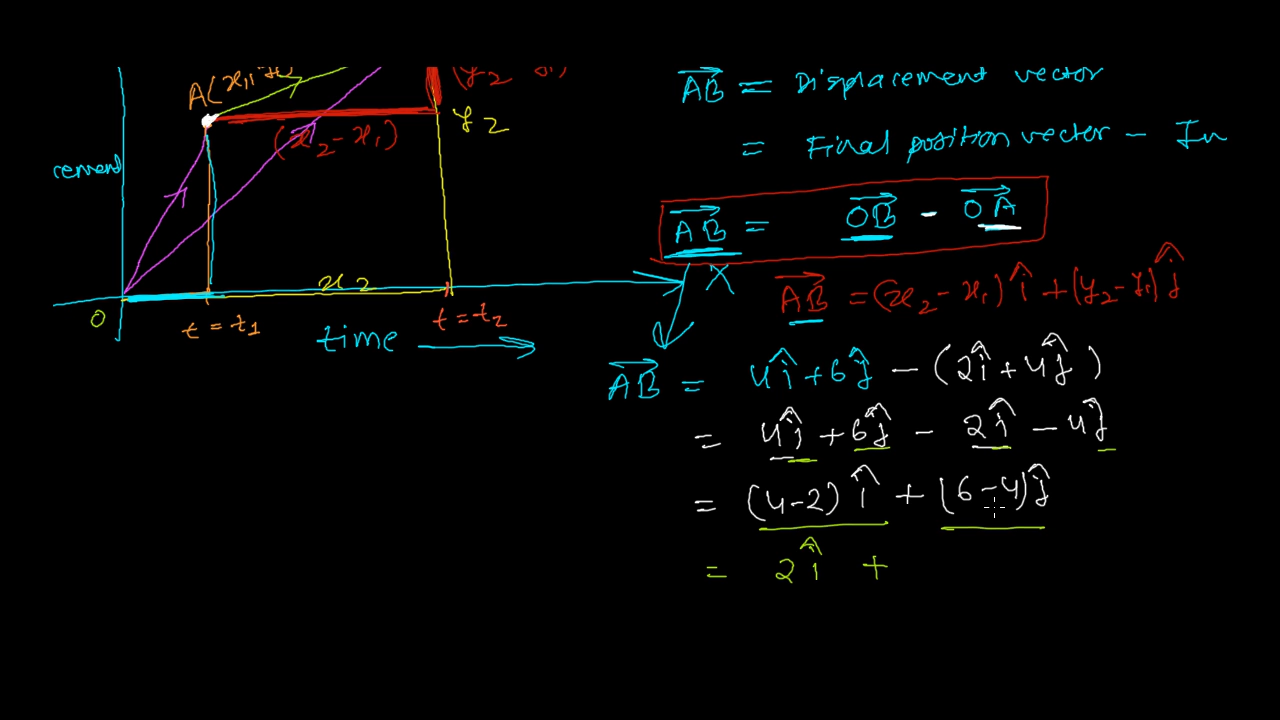 A(x₁, y₁)
(y₂ - y₁)
cement
(x₂ - x₁)
y₂
x₂
X
O
t = t₁
t = t₂
time
AB⃗ = Displacement vector
= Final position vector - In
AB⃗ = OB⃗ - OA⃗
AB⃗ = (x₂ - x₁) î + (y₂ - y₁) ĵ
AB⃗ = 4î + 6ĵ - (2î + 4ĵ)
= 4î + 6ĵ - 2î - 4ĵ
= (4-2) î + (6-4) ĵ
= 2î +